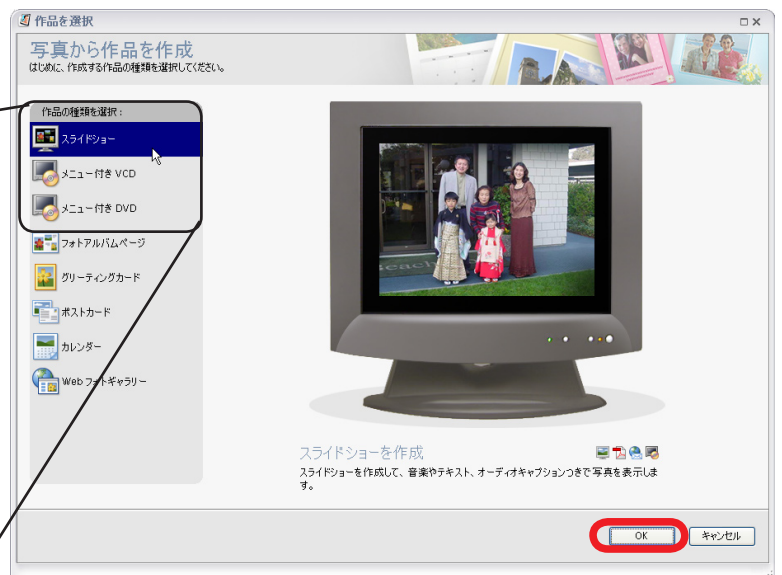 作品を選択
写真から作品を作成
はじめに、作成する作品の種類を選択してください。
作品の種類を選択：
スライドショー
メニュー付き VCD
メニュー付き DVD
フォトアルバムページ
グリーティングカード
ポストカード
カレンダー
Web フォトギャラリー
スライドショーを作成
スライドショーを作成して、音楽やテキスト、オーディオキャプションつきで写真を表示しま
す。
OK
キャンセル